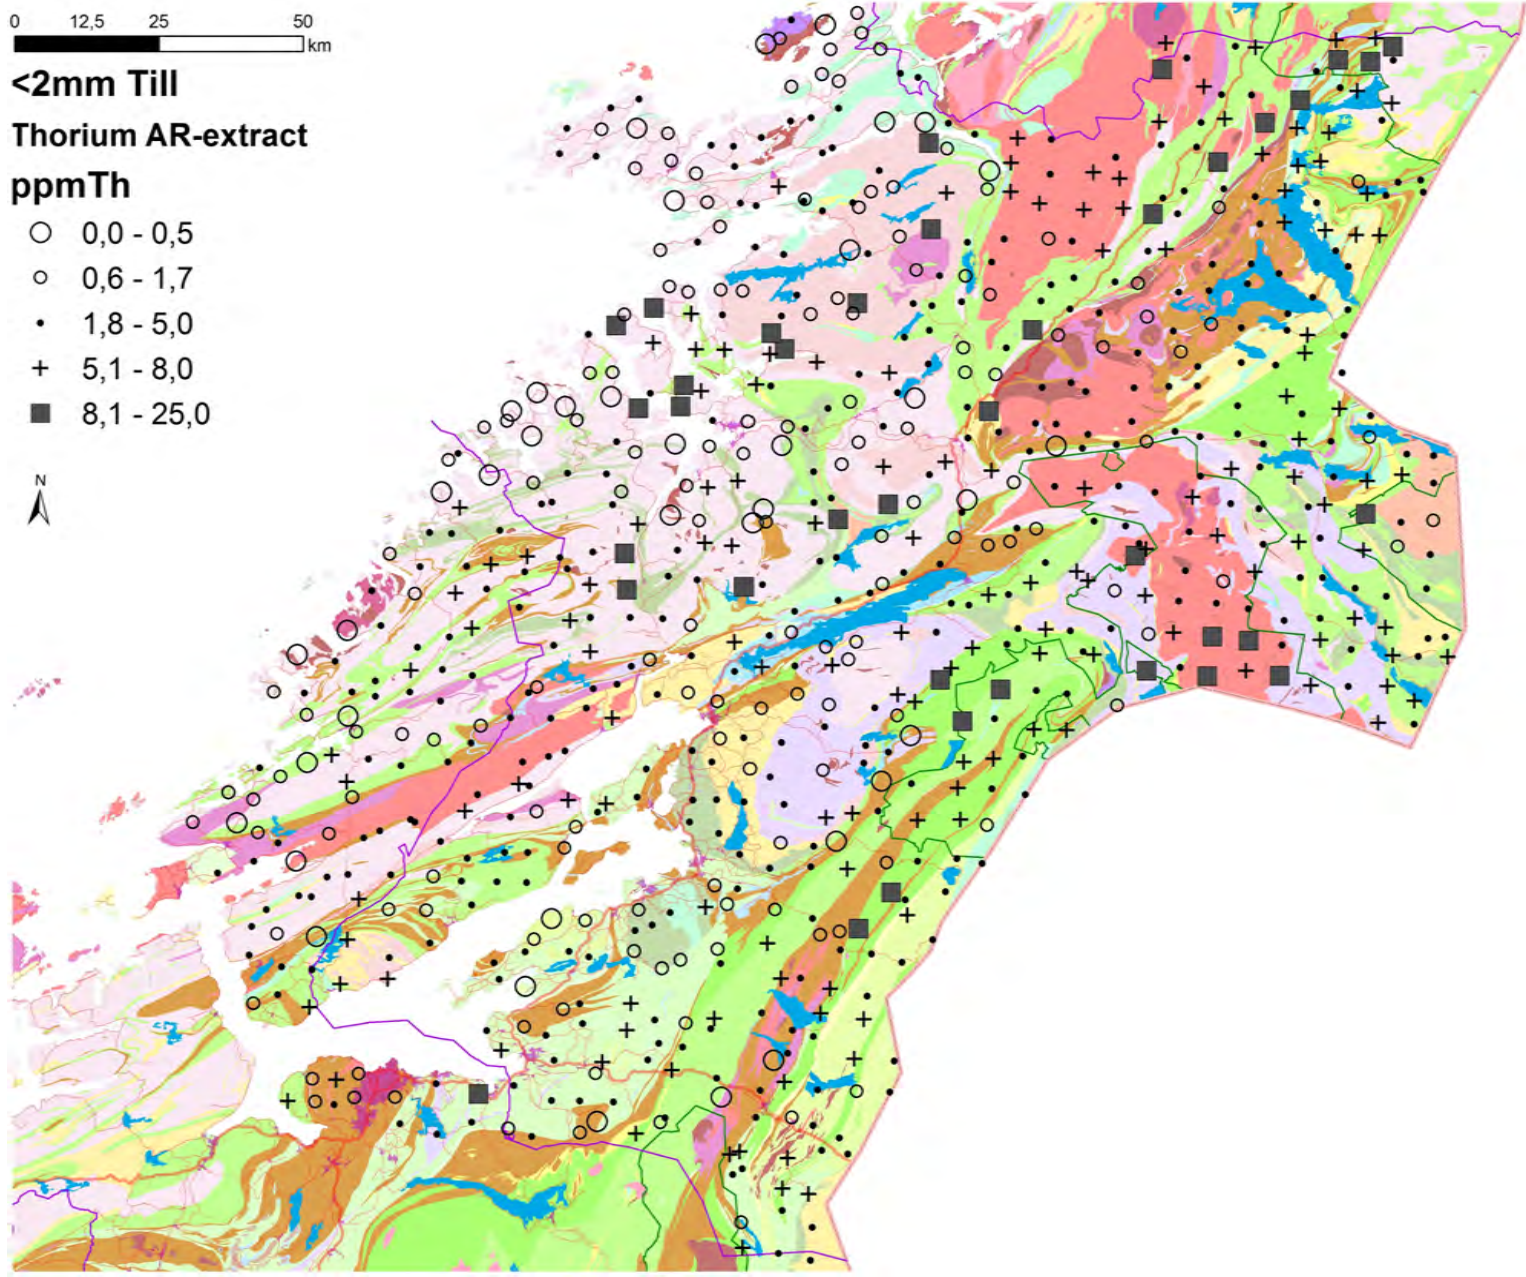 0 12,5 25 50
km
<2mm Till
Thorium AR-extract
ppmTh
0,0 - 0,5
0,6 - 1,7
1,8 - 5,0
5,1 - 8,0
8,1 - 25,0
N